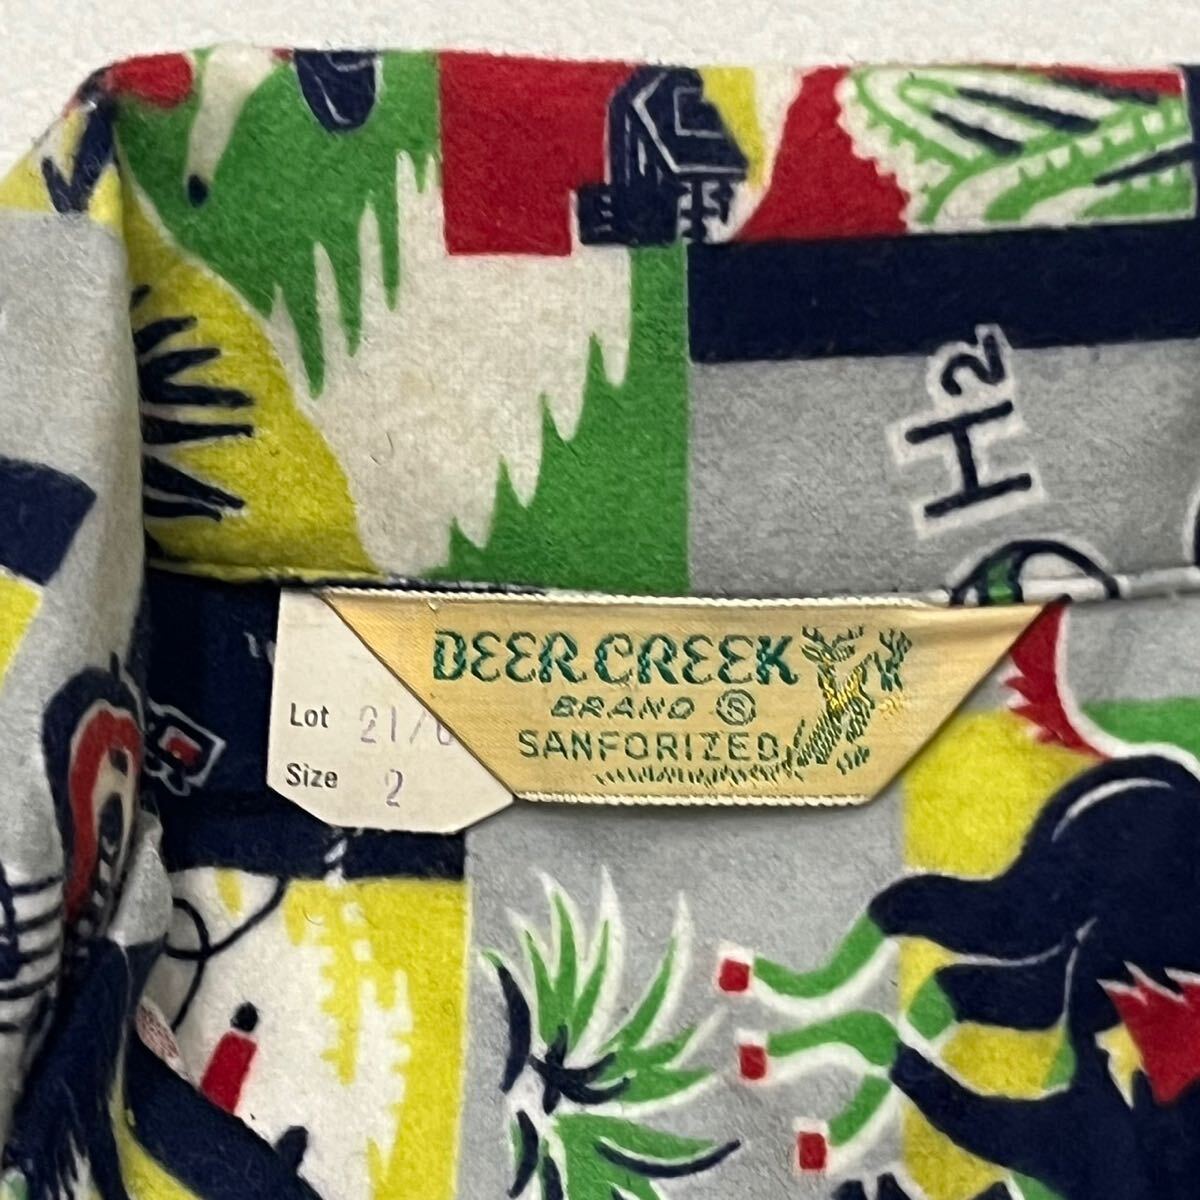 H2
DEER CREEK
BRAND ®
SANFORIZED
Lot
Size 2